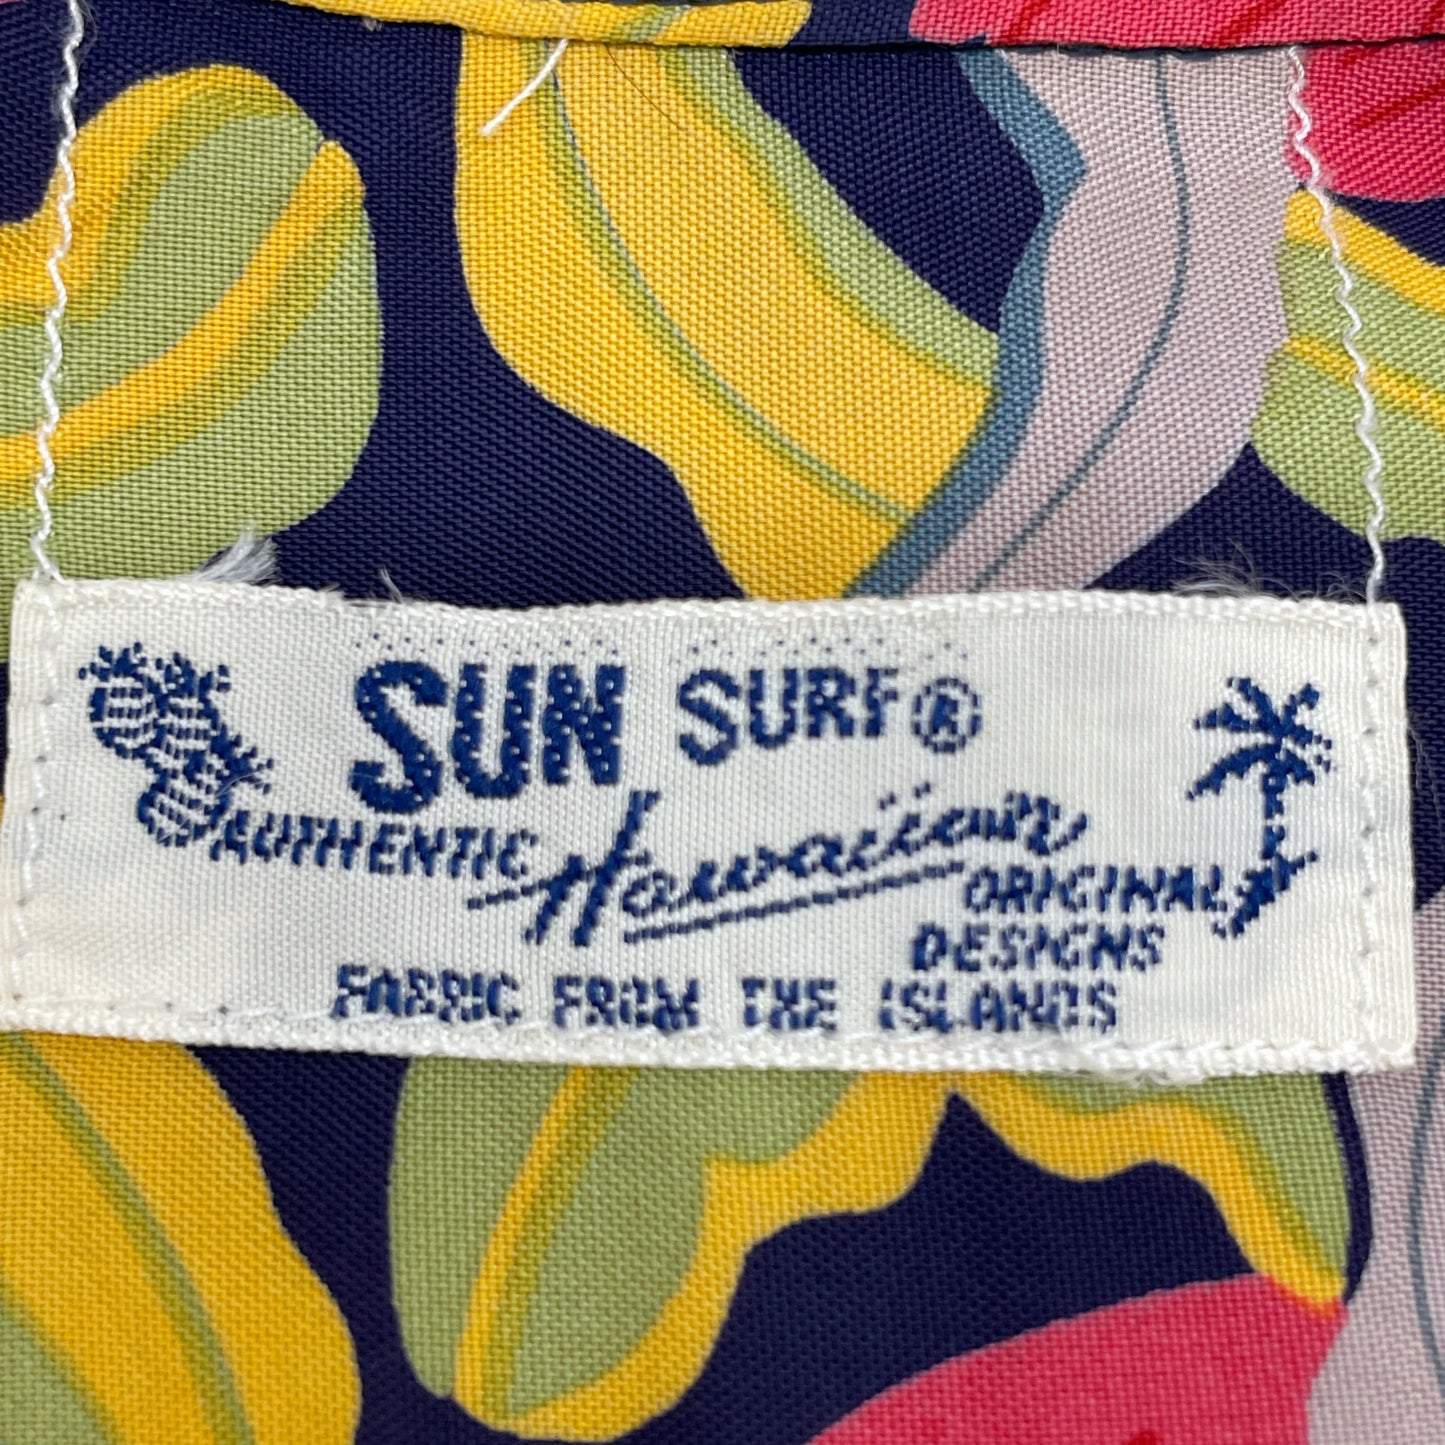 SUN SURF®
AUTHENTIC Hawaiian ORIGINAL
DESIGNS
FABRIC FROM THE ISLANDS